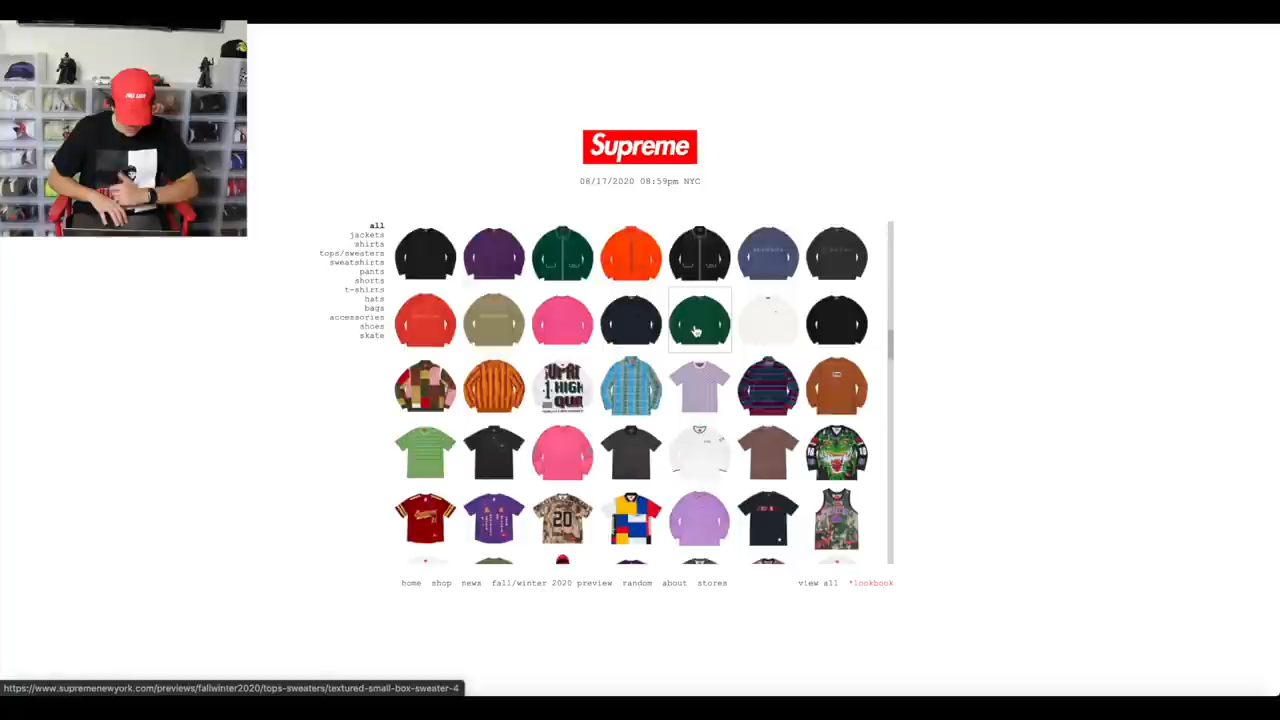 Supreme
08/17/2020 08:59pm NYC
all
jackets
shirts
tops/sweaters
sweatshirts
pants
shorts
t-shirts
hats
bags
accessories
shoes
skate
HIGH
20
home shop news fall/winter 2020 preview random about stores
view all *lookbook
https://www.supremenewyork.com/previews/fallwinter2020/tops-sweaters/textured-small-box-sweater-4